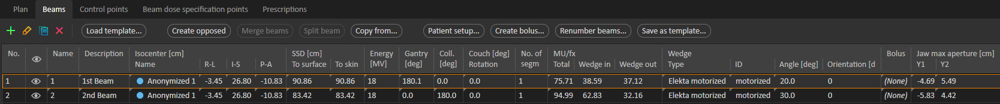 Plan Beams Control points Beam dose specification points Prescriptions
Load template... Create opposed Merge beams Split beam Copy from... Patient setup... Create bolus... Renumber beams... Save as template...
No. Name Description Isocenter [cm] SSD [cm] Energy Gantry Coll. Couch [deg] No. of MU/fx Wedge Bolus Jaw max aperture [cm]
Name R-L I-S P-A To surface To skin [MV] [deg] [deg] Rotation segm Total Wedge in Wedge out Type ID Angle [deg] Orientation [d Y1 Y2
1 1 1st Beam Anonymized 1 -3.45 26.80 -10.83 90.86 90.86 18 180.1 0.0 0.0 1 75.71 38.59 37.12 Elekta motorized motorized 20.0 0 (None) -4.69 5.49
2 2 2nd Beam Anonymized 1 -3.45 26.80 -10.83 83.42 83.42 18 0.0 180.0 0.0 1 94.99 62.83 32.16 Elekta motorized motorized 30.0 0 (None) -5.83 4.42